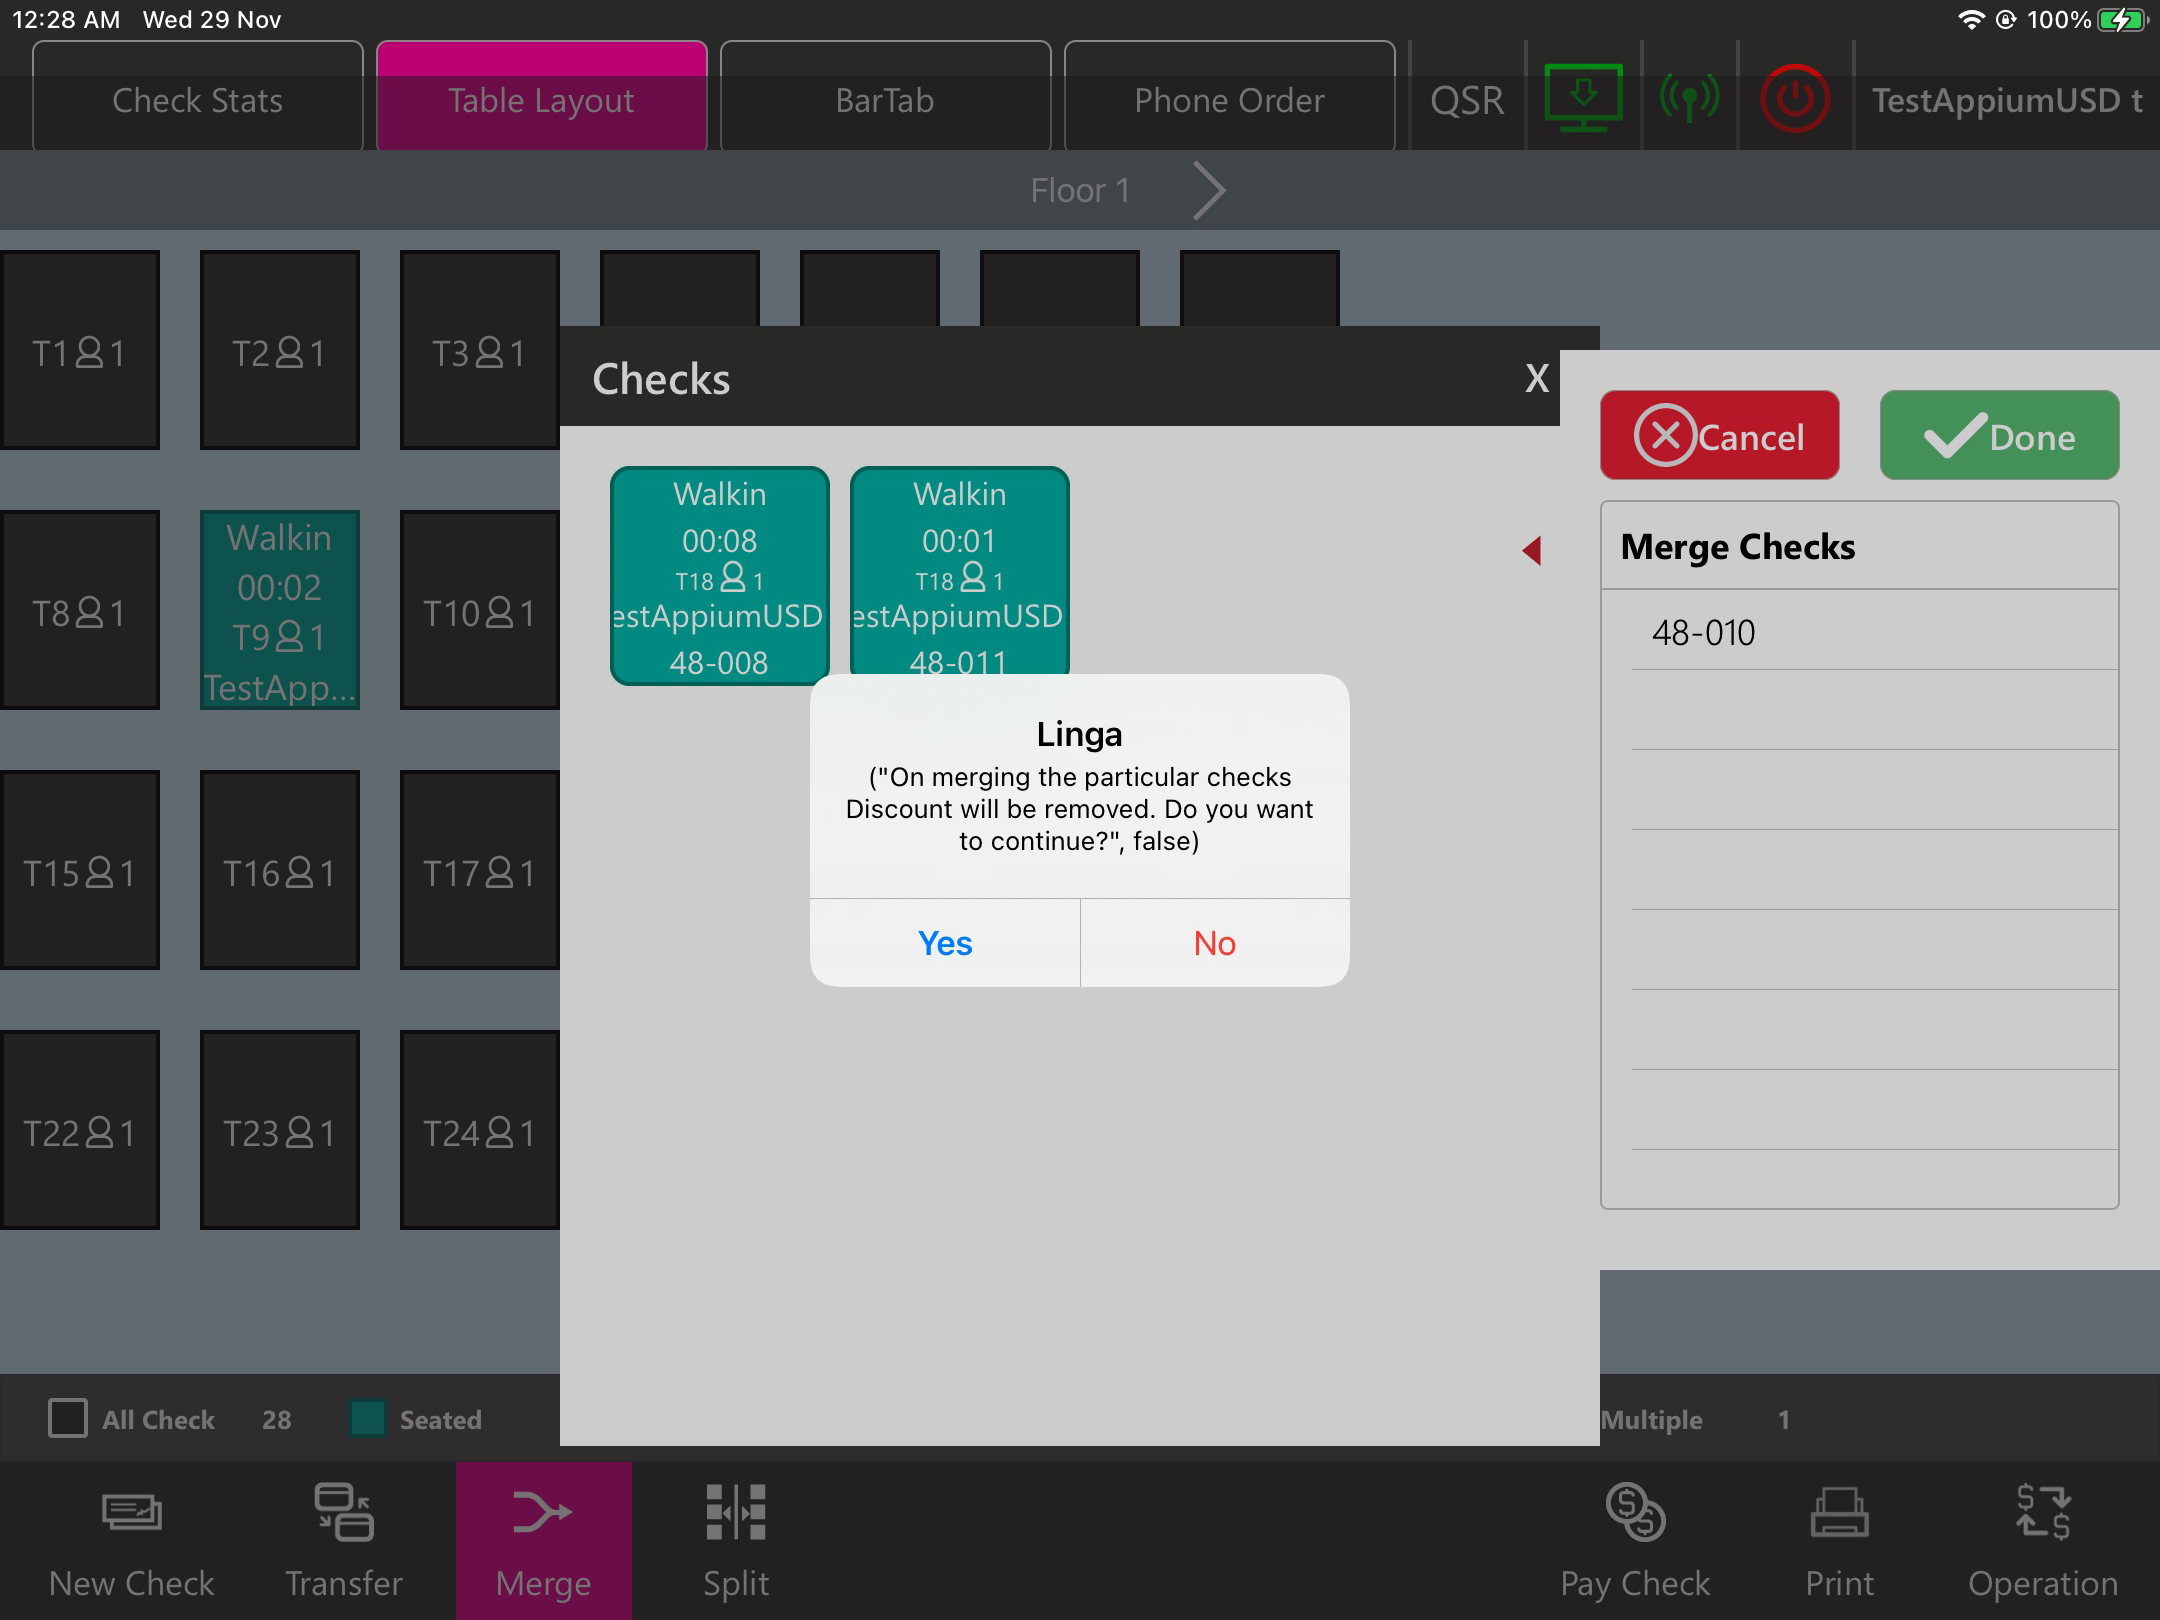 12:28 AM Wed 29 Nov
100%
Check Stats
Table Layout
BarTab
Phone Order
QSR
TestAppiumUSD t
Floor 1
T1 1
T2 1
T3 1
Checks
X
Cancel
Done
Walkin
00:08
T18 1
estAppiumUSD
48-008
Walkin
00:01
T18 1
estAppiumUSD
48-011
Merge Checks
48-010
T8 1
Walkin
00:02
T9 1
TestApp...
T10 1
Linga
("On merging the particular checks
Discount will be removed. Do you want
to continue?", false)
Yes
No
T15 1
T16 1
T17 1
T22 1
T23 1
T24 1
All Check 28
Seated
Multiple 1
New Check
Transfer
Merge
Split
Pay Check
Print
Operation